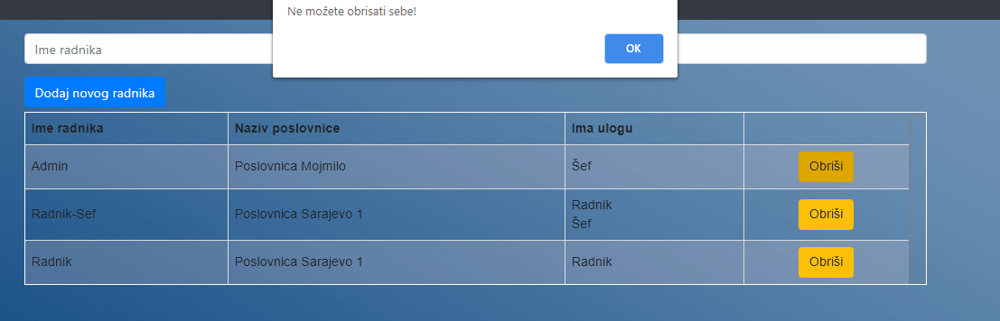 Ne možete obrisati sebe!
OK
Ime radnika
Dodaj novog radnika
Ime radnika Naziv poslovnice Ima ulogu
Admin Poslovnica Mojmilo Šef Obriši
Radnik-Sef Poslovnica Sarajevo 1 Radnik Obriši
Šef
Radnik Poslovnica Sarajevo 1 Radnik Obriši